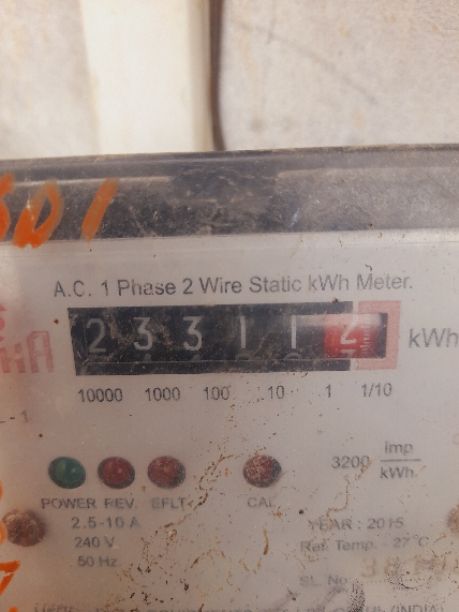 A.C. 1 Phase 2 Wire Static kWh Meter.
2 3 3 1 1 2 kWh
10000 1000 100 10 1 1/10
3200 imp/kWh
POWER REV. EFLT CAL
2.5-10 A YEAR : 2015
240 V Ref. Temp. - 27°C
50 Hz. SL. No.